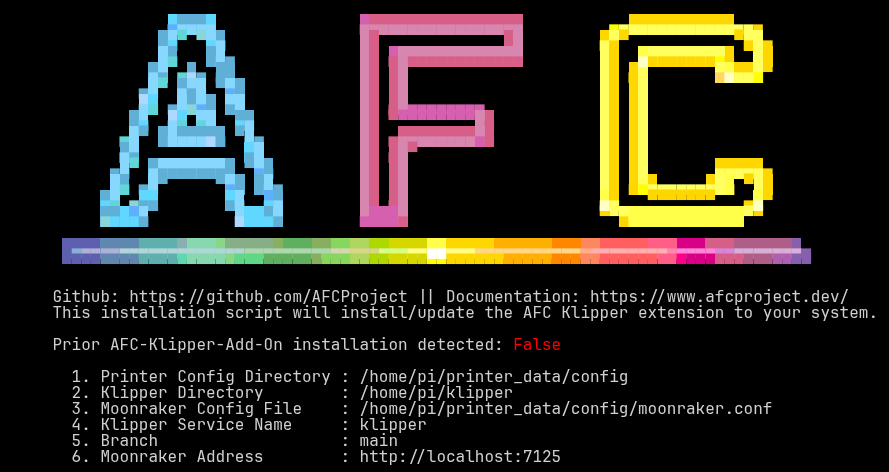 AFC
Github: https://github.com/AFCProject || Documentation: https://www.afcproject.dev/
This installation script will install/update the AFC Klipper extension to your system.
Prior AFC-Klipper-Add-On installation detected: False
1. Printer Config Directory : /home/pi/printer_data/config
2. Klipper Directory : /home/pi/klipper
3. Moonraker Config File : /home/pi/printer_data/config/moonraker.conf
4. Klipper Service Name : klipper
5. Branch : main
6. Moonraker Address : http://localhost:7125